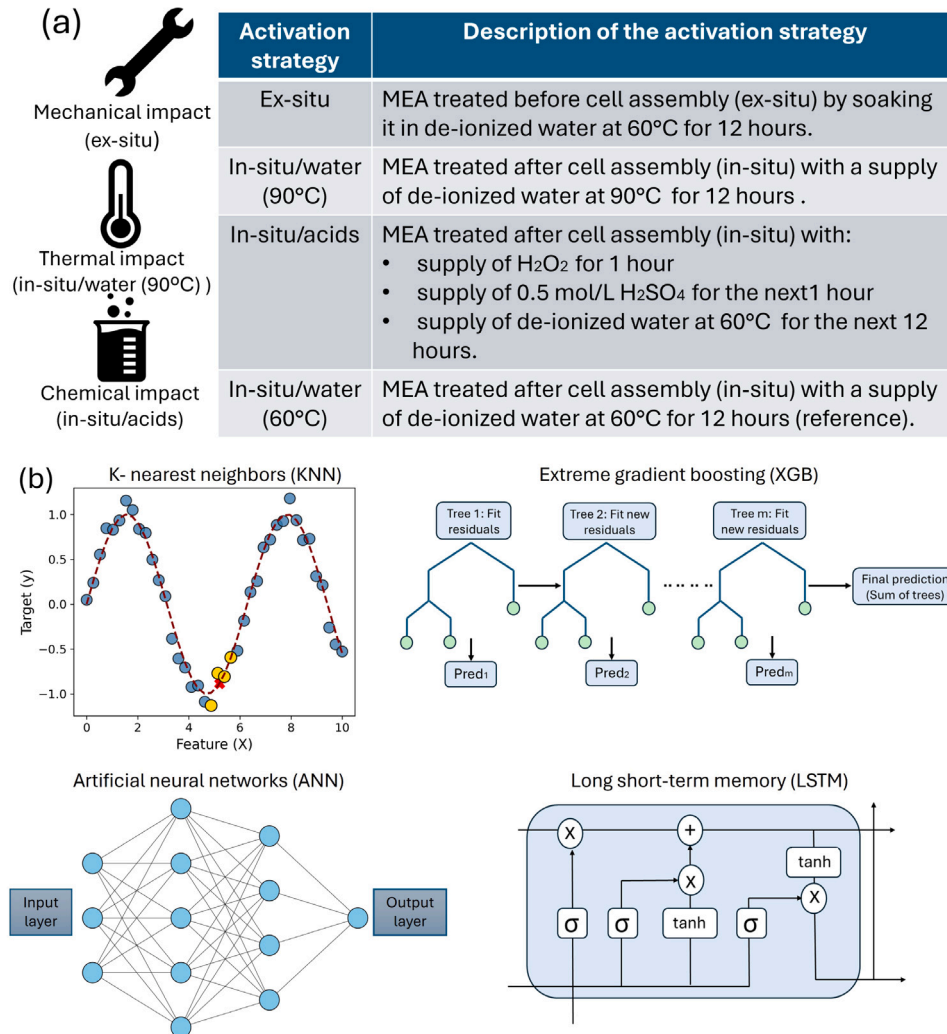 (a)
Mechanical impact
(ex-situ)
Thermal impact
(in-situ/water (90ºC) )
Chemical impact
(in-situ/acids)
Activation
strategy
Description of the activation strategy
Ex-situ
MEA treated before cell assembly (ex-situ) by soaking
it in de-ionized water at 60°C for 12 hours.
In-situ/water
(90°C)
MEA treated after cell assembly (in-situ) with a supply
of de-ionized water at 90°C for 12 hours .
In-situ/acids
MEA treated after cell assembly (in-situ) with:
• supply of H₂O₂ for 1 hour
• supply of 0.5 mol/L H₂SO₄ for the next1 hour
• supply of de-ionized water at 60°C for the next 12
hours.
In-situ/water
(60°C)
MEA treated after cell assembly (in-situ) with a supply
of de-ionized water at 60°C for 12 hours (reference).
(b)
K- nearest neighbors (KNN)
Target (y)
1.0
0.5
0.0
−0.5
−1.0
0 2 4 6 8 10
Feature (X)
Extreme gradient boosting (XGB)
Tree 1: Fit
residuals
Tree 2: Fit new
residuals
Tree m: Fit
new residuals
Final prediction
(Sum of trees)
Pred₁
Pred₂
Predₘ
Artificial neural networks (ANN)
Input
layer
Output
layer
Long short-term memory (LSTM)
X
+
tanh
X
X
σ
σ
tanh
σ